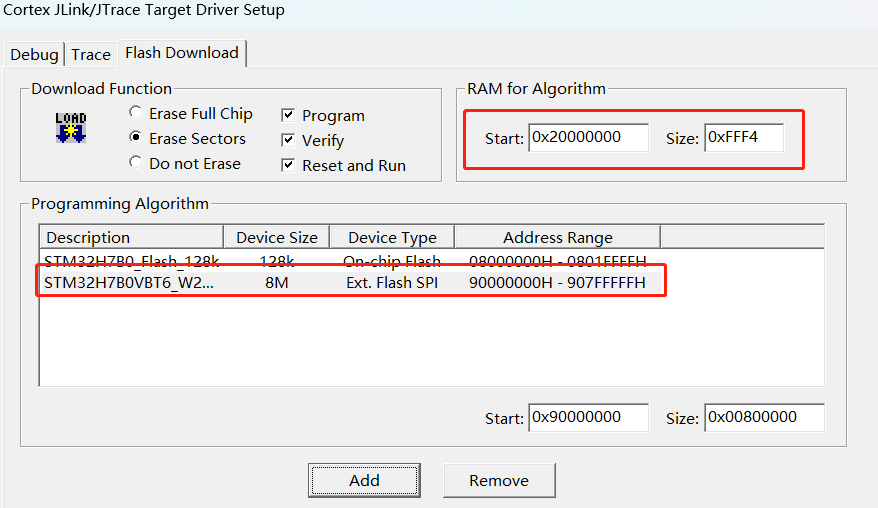 Cortex JLink/JTrace Target Driver Setup
Debug Trace Flash Download
Download Function
LOAD
Erase Full Chip
Erase Sectors
Do not Erase
Program
Verify
Reset and Run
RAM for Algorithm
Start: 0x20000000 Size: 0xFFF4
Programming Algorithm
Description Device Size Device Type Address Range
STM32H7B0_Flash_128k 128k On-chip Flash 08000000H - 0801FFFFH
STM32H7B0VBT6_W2... 8M Ext. Flash SPI 90000000H - 907FFFFFH
Start: 0x90000000 Size: 0x00800000
Add Remove